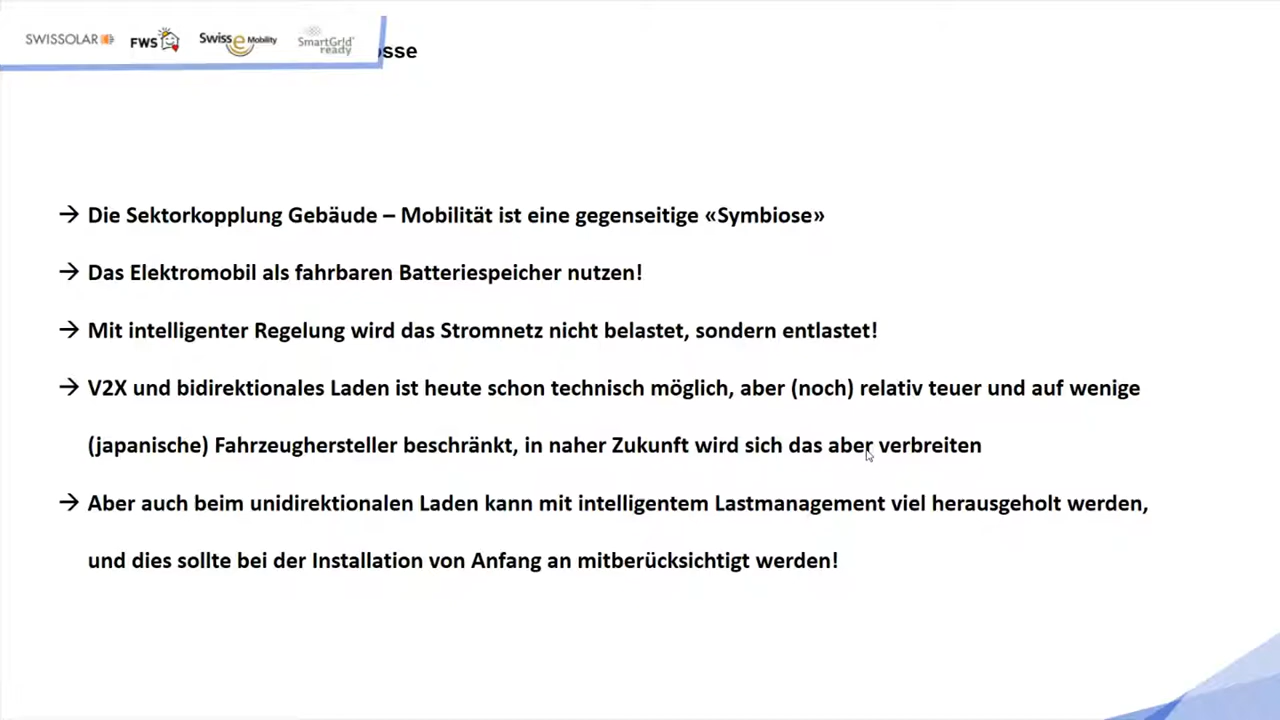 SWISSOLAR
FWS
Swiss e Mobility
SmartGrid
ready
sse
→ Die Sektorkopplung Gebäude – Mobilität ist eine gegenseitige «Symbiose»
→ Das Elektromobil als fahrbaren Batteriespeicher nutzen!
→ Mit intelligenter Regelung wird das Stromnetz nicht belastet, sondern entlastet!
→ V2X und bidirektionales Laden ist heute schon technisch möglich, aber (noch) relativ teuer und auf wenige
(japanische) Fahrzeughersteller beschränkt, in naher Zukunft wird sich das aber verbreiten
→ Aber auch beim unidirektionalen Laden kann mit intelligentem Lastmanagement viel herausgeholt werden,
und dies sollte bei der Installation von Anfang an mitberücksichtigt werden!